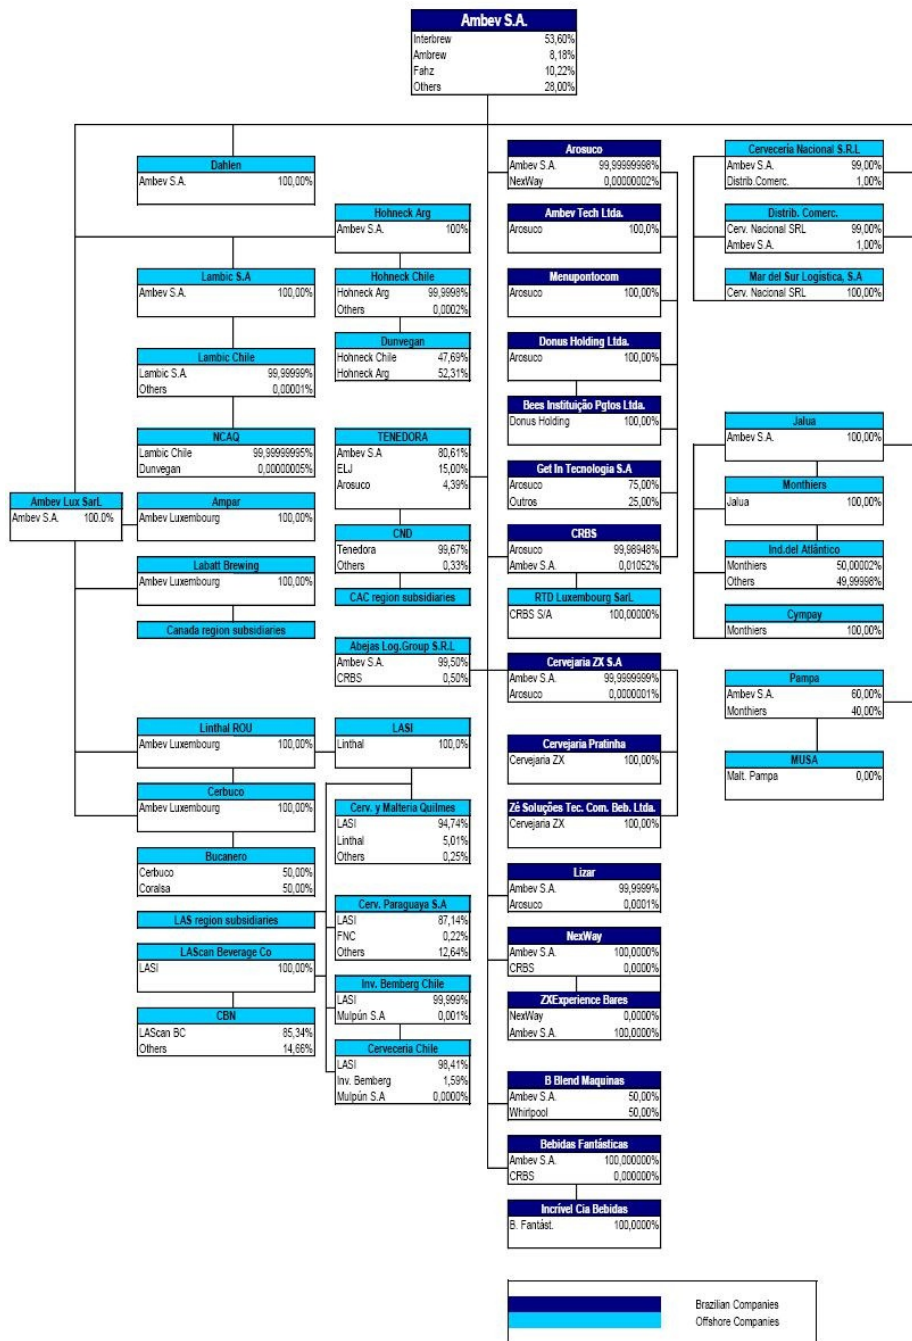 Ambev S.A.
Interbrew 53,60%
Ambrew 8,18%
Fahz 10,22%
Others 28,00%
Dahlen
Ambev S.A. 100,00%
Hohneck Arg
Ambev S.A. 100%
Lambic S.A
Ambev S.A. 100,00%
Hohneck Chile
Hohneck Arg 99,9998%
Others 0,0002%
Dunvegan
Hohneck Chile 47,69%
Hohneck Arg 52,31%
Lambic Chile
Lambic S.A 99,99999%
Others 0,00001%
NCAQ
Lambic Chile 99,99999995%
Dunvegan 0,00000005%
TENEDORA
Ambev S.A 80,61%
ELJ 15,00%
Arosuco 4,39%
Ambev Lux SarL
Ambev S.A. 100.0%
Ampar
Ambev Luxembourg 100,00%
CND
Tenedora 99,67%
Others 0,33%
CAC region subsidiaries
Labatt Brewing
Ambev Luxembourg 100,00%
Canada region subsidiaries
Abejas Log.Group S.R.L
Ambev S.A. 99,50%
CRBS 0,50%
Linthal ROU
Ambev Luxembourg 100,00%
LASI
Linthal 100,0%
Cerbuco
Ambev Luxembourg 100,00%
Cerv. y Malteria Quilmes
LASI 94,74%
Linthal 5,01%
Others 0,25%
Bucanero
Cerbuco 50,00%
Coralsa 50,00%
LAS region subsidiaries
Cerv. Paraguaya S.A
LASI 87,14%
FNC 0,22%
Others 12,64%
LAScan Beverage Co
LASI 100,00%
Inv. Bemberg Chile
LASI 99,999%
Mulpún S.A 0,001%
CBN
LAScan BC 85,34%
Others 14,66%
Cerveceria Chile
LASI 98,41%
Inv. Bemberg 1,59%
Mulpún S.A 0,0000%
Arosuco
Ambev S.A. 99,99999998%
NexWay 0,00000002%
Ambev Tech Ltda.
Arosuco 100,0%
Menupontocom
Arosuco 100,00%
Donus Holding Ltda.
Arosuco 100,00%
Bees Instituição Pgtos Ltda.
Donus Holding 100,00%
Get In Tecnologia S.A
Arosuco 75,00%
Outros 25,00%
CRBS
Arosuco 99,98948%
Ambev S.A. 0,01052%
RTD Luxembourg SarL
CRBS S/A 100,00000%
Cervejaria ZX S.A
Ambev S.A. 99,9999999%
Arosuco 0,0000001%
Cervejaria Pratinha
Cervejaria ZX 100,00%
Zé Soluções Tec. Com. Beb. Ltda.
Cervejaria ZX 100,00%
Lizar
Ambev S.A. 99,9999%
Arosuco 0,0001%
NexWay
Ambev S.A. 100,0000%
CRBS 0,0000%
ZXExperience Bares
NexWay 0,0000%
Ambev S.A. 100,0000%
B Blend Maquinas
Ambev S.A. 50,00%
Whirlpool 50,00%
Bebidas Fantásticas
Ambev S.A. 100,000000%
CRBS 0,000000%
Incrível Cia Bebidas
B. Fantást. 100,0000%
Cervecería Nacional S.R.L
Ambev S.A. 99,00%
Distrib.Comerc. 1,00%
Distrib. Comerc.
Cerv. Nacional SRL 99,00%
Ambev S.A. 1,00%
Mar del Sur Logística, S.A
Cerv. Nacional SRL 100,00%
Jalua
Ambev S.A. 100,00%
Monthiers
Jalua 100,00%
Ind.del Atlântico
Monthiers 50,00002%
Others 49,99998%
Cympay
Monthiers 100,00%
Pampa
Ambev S.A. 60,00%
Monthiers 40,00%
MUSA
Malt. Pampa 0,00%
Brazilian Companies
Offshore Companies